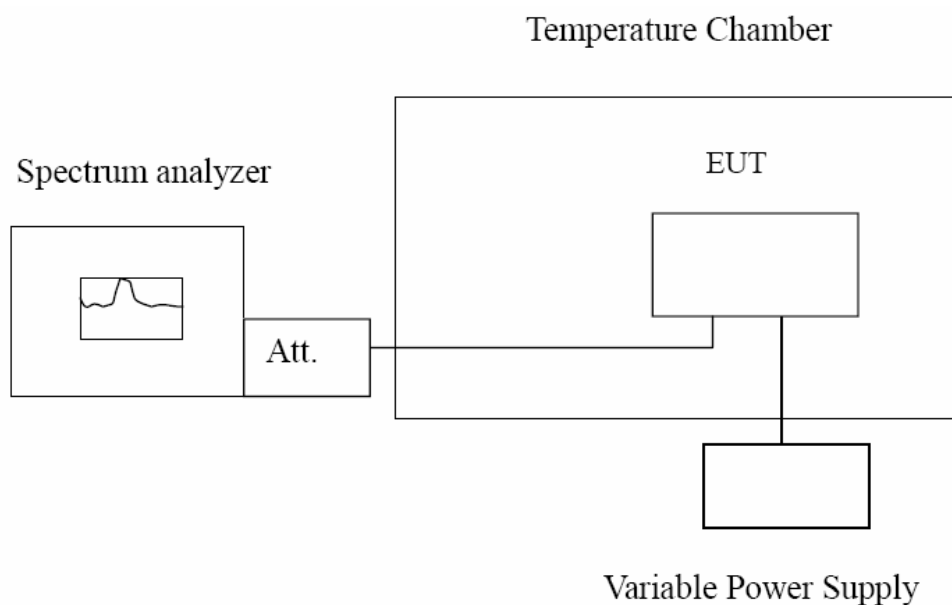 Temperature Chamber
Spectrum analyzer
EUT
Att.
Variable Power Supply